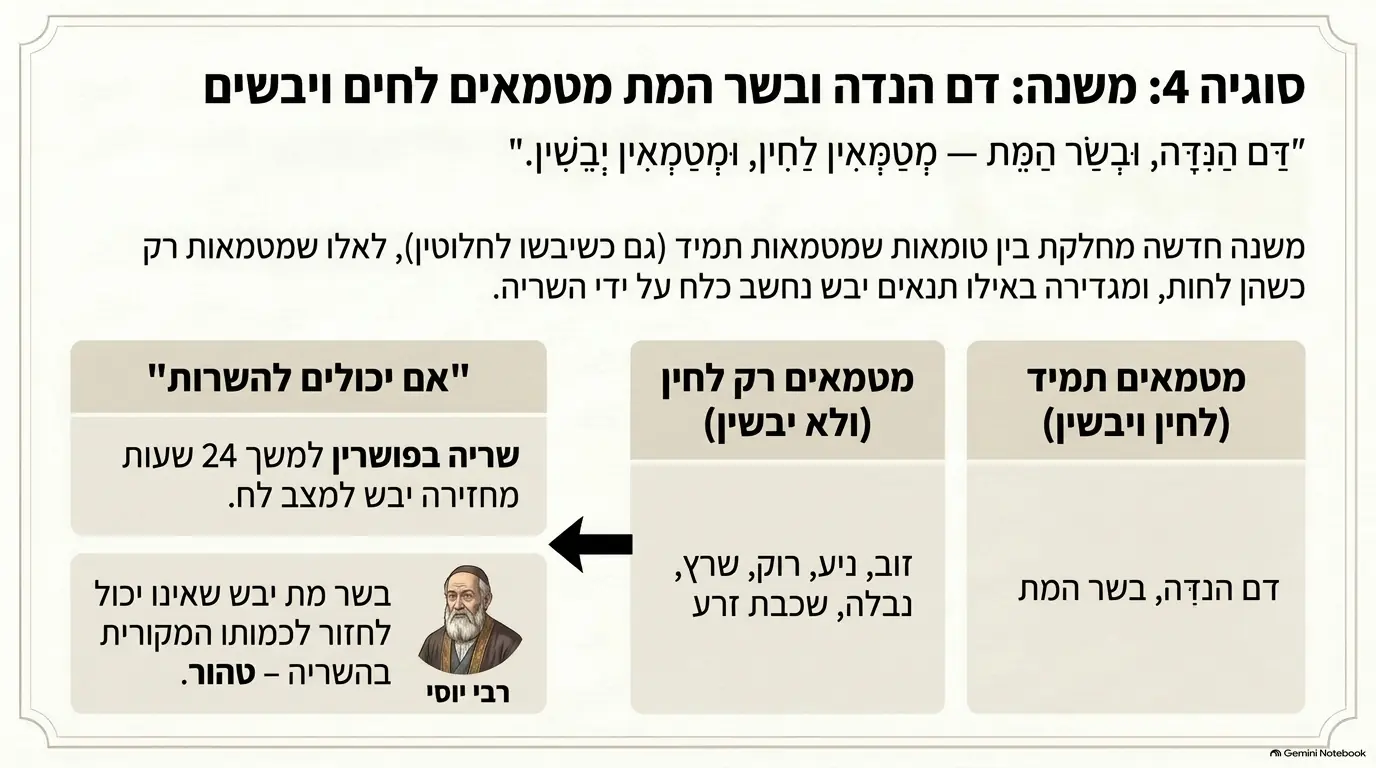 סוגיה 4: משנה: דם הנדה ובשר המת מטמאים לחים ויבשים
"דַּם הַנִּדָּה, וּבְשַׂר הַמֵּת — מְטַמְּאִין לַחִין, וּמְטַמְאִין יְבֵשִׁין."
משנה חדשה מחלקת בין טומאות שמטמאות תמיד (גם כשיבשו לחלוטין), לאלו שמטמאות רק
כשהן לחות, ומגדירה באילו תנאים יבש נחשב כלח על ידי השריה.
מטמאים תמיד
(לחין ויבשין)
דם הנדִּה, בשר המת
מטמאים רק לחין
(ולא יבשין)
זוב, ניע, רוק, שרץ,
נבלה, שכבת זרע
"אם יכולים להשרות"
שריה בפושרין למשך 24 שעות
מחזירה יבש למצב לח.
רבי יוסי
בשר מת יבש שאינו יכול
לחזור לכמותו המקורית
בהשריה – טהור.
Gemini Notebook